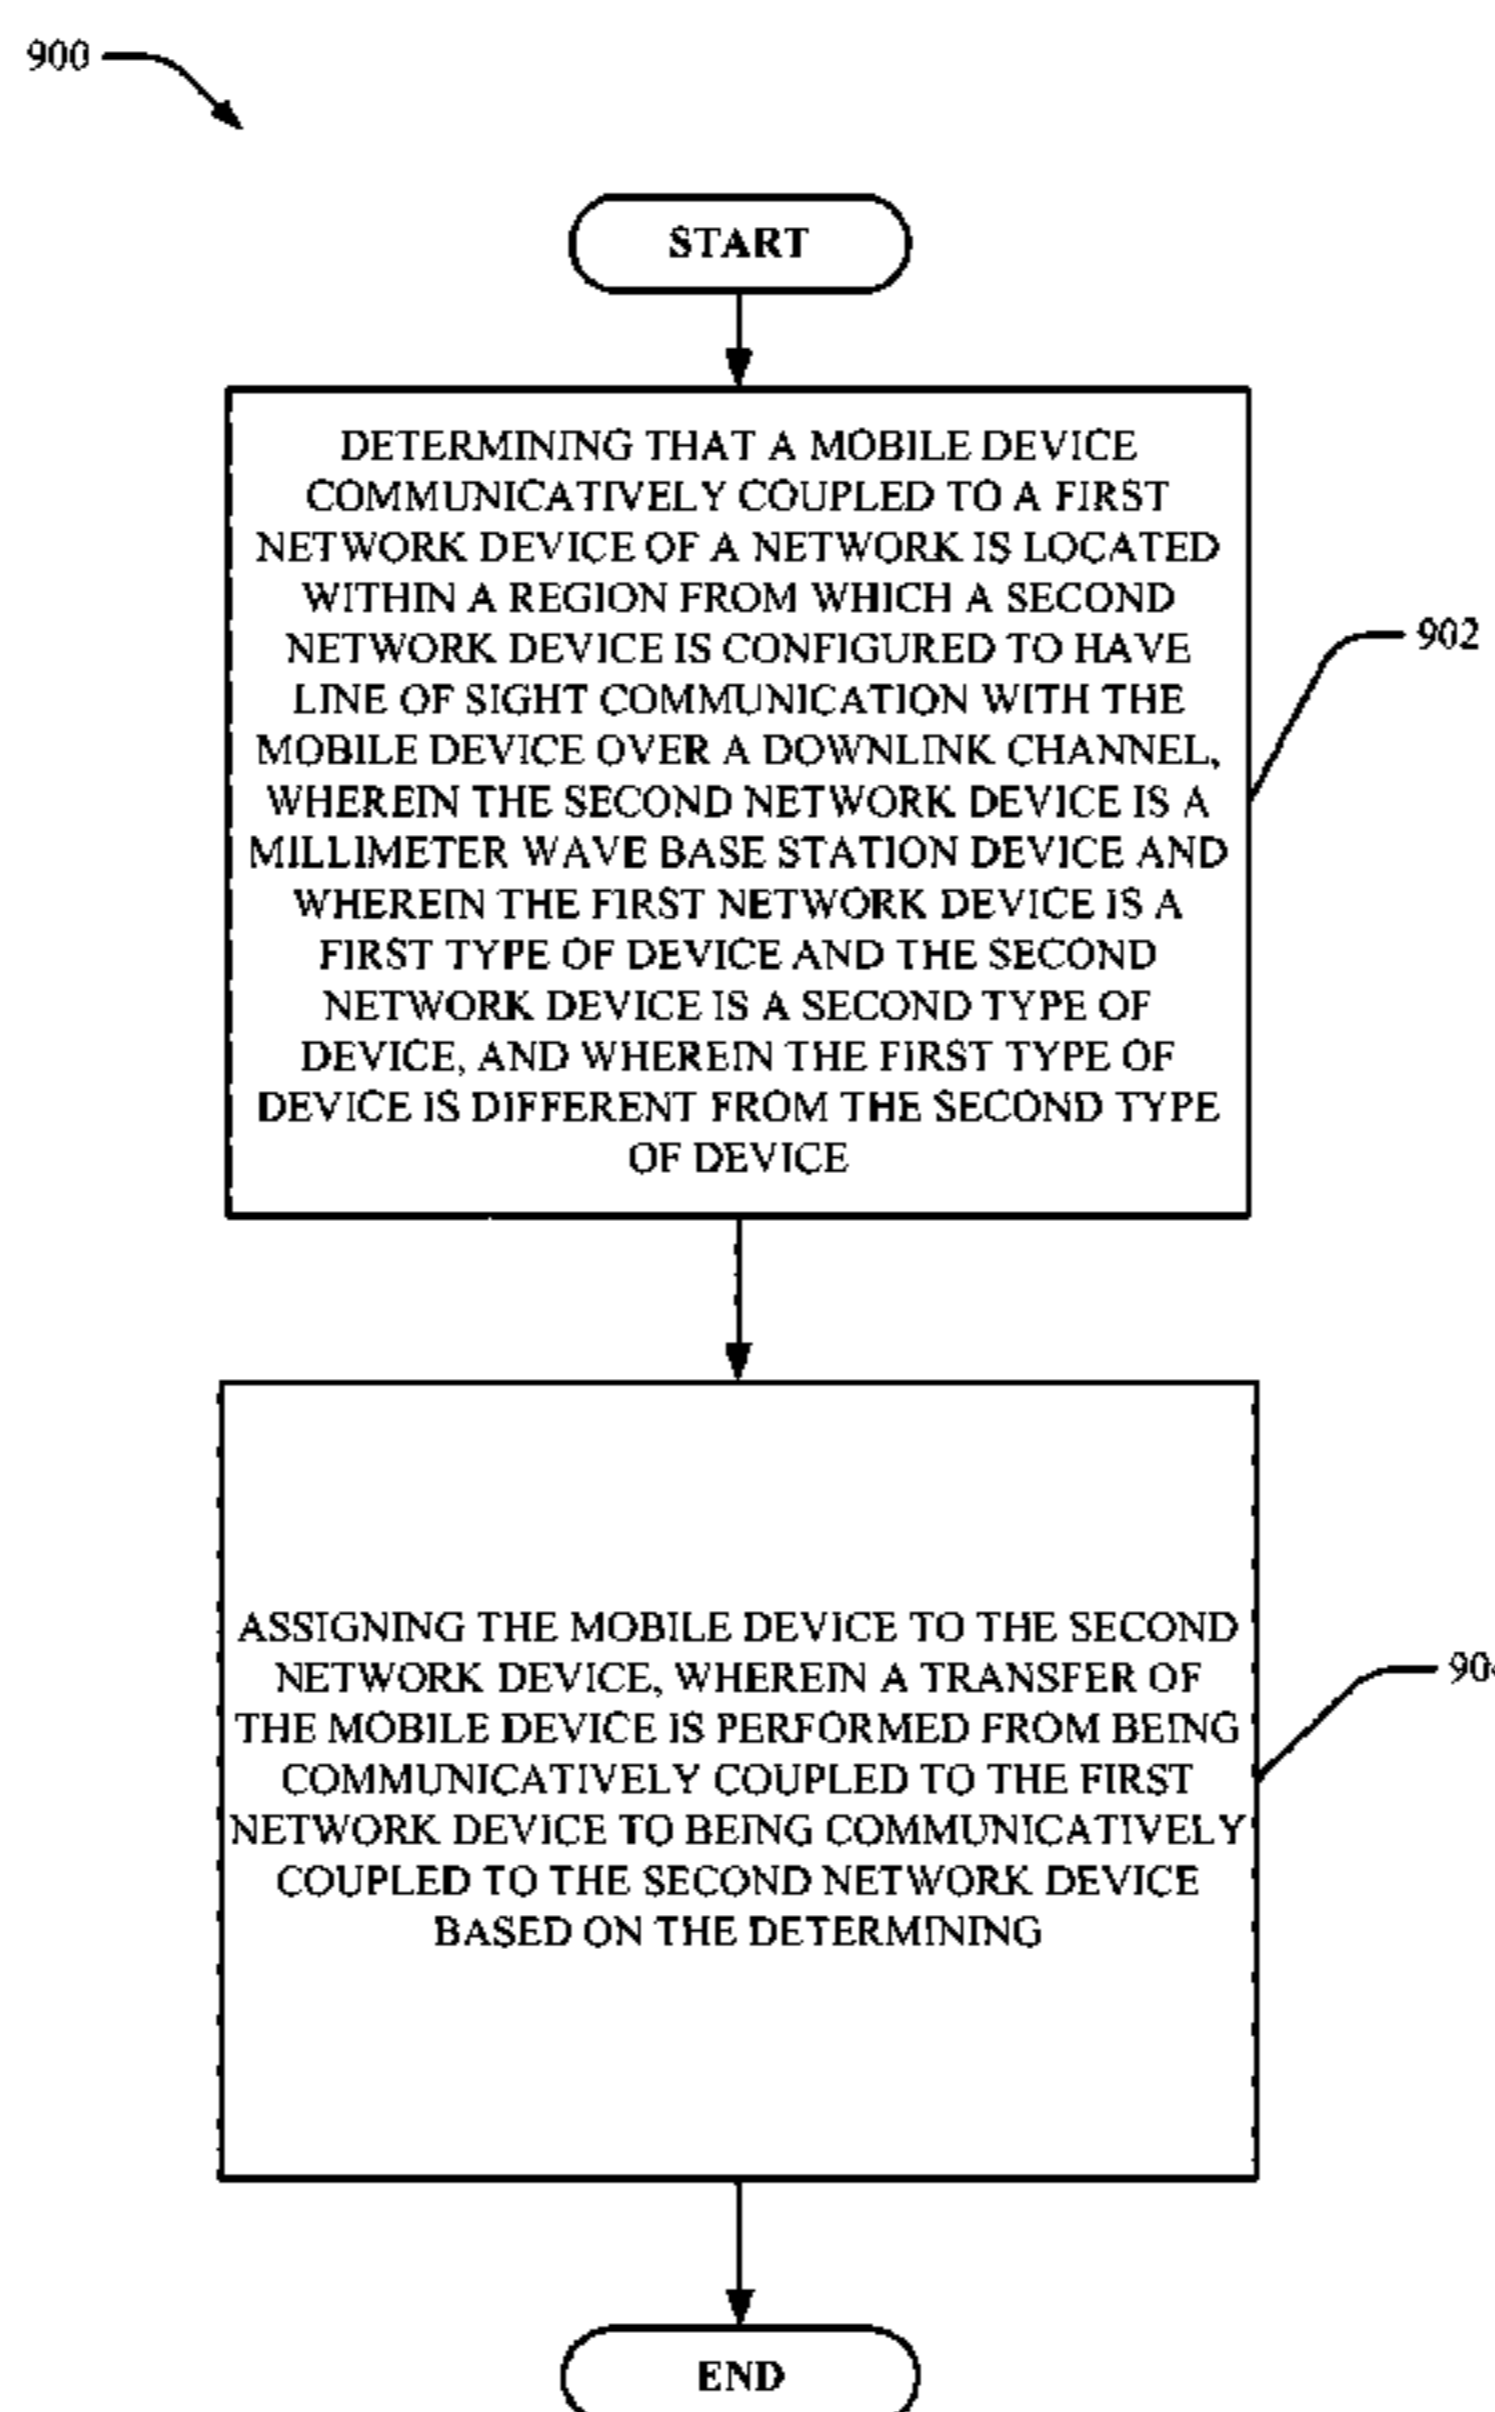 900
START
DETERMINING THAT A MOBILE DEVICE
COMMUNICATIVELY COUPLED TO A FIRST
NETWORK DEVICE OF A NETWORK IS LOCATED
WITHIN A REGION FROM WHICH A SECOND
NETWORK DEVICE IS CONFIGURED TO HAVE
LINE OF SIGHT COMMUNICATION WITH THE
MOBILE DEVICE OVER A DOWNLINK CHANNEL,
WHEREIN THE SECOND NETWORK DEVICE IS A
MILLIMETER WAVE BASE STATION DEVICE AND
WHEREIN THE FIRST NETWORK DEVICE IS A
FIRST TYPE OF DEVICE AND THE SECOND
NETWORK DEVICE IS A SECOND TYPE OF
DEVICE, AND WHEREIN THE FIRST TYPE OF
DEVICE IS DIFFERENT FROM THE SECOND TYPE
OF DEVICE
902
ASSIGNING THE MOBILE DEVICE TO THE SECOND
NETWORK DEVICE, WHEREIN A TRANSFER OF
THE MOBILE DEVICE IS PERFORMED FROM BEING
COMMUNICATIVELY COUPLED TO THE FIRST
NETWORK DEVICE TO BEING COMMUNICATIVELY
COUPLED TO THE SECOND NETWORK DEVICE
BASED ON THE DETERMINING
END